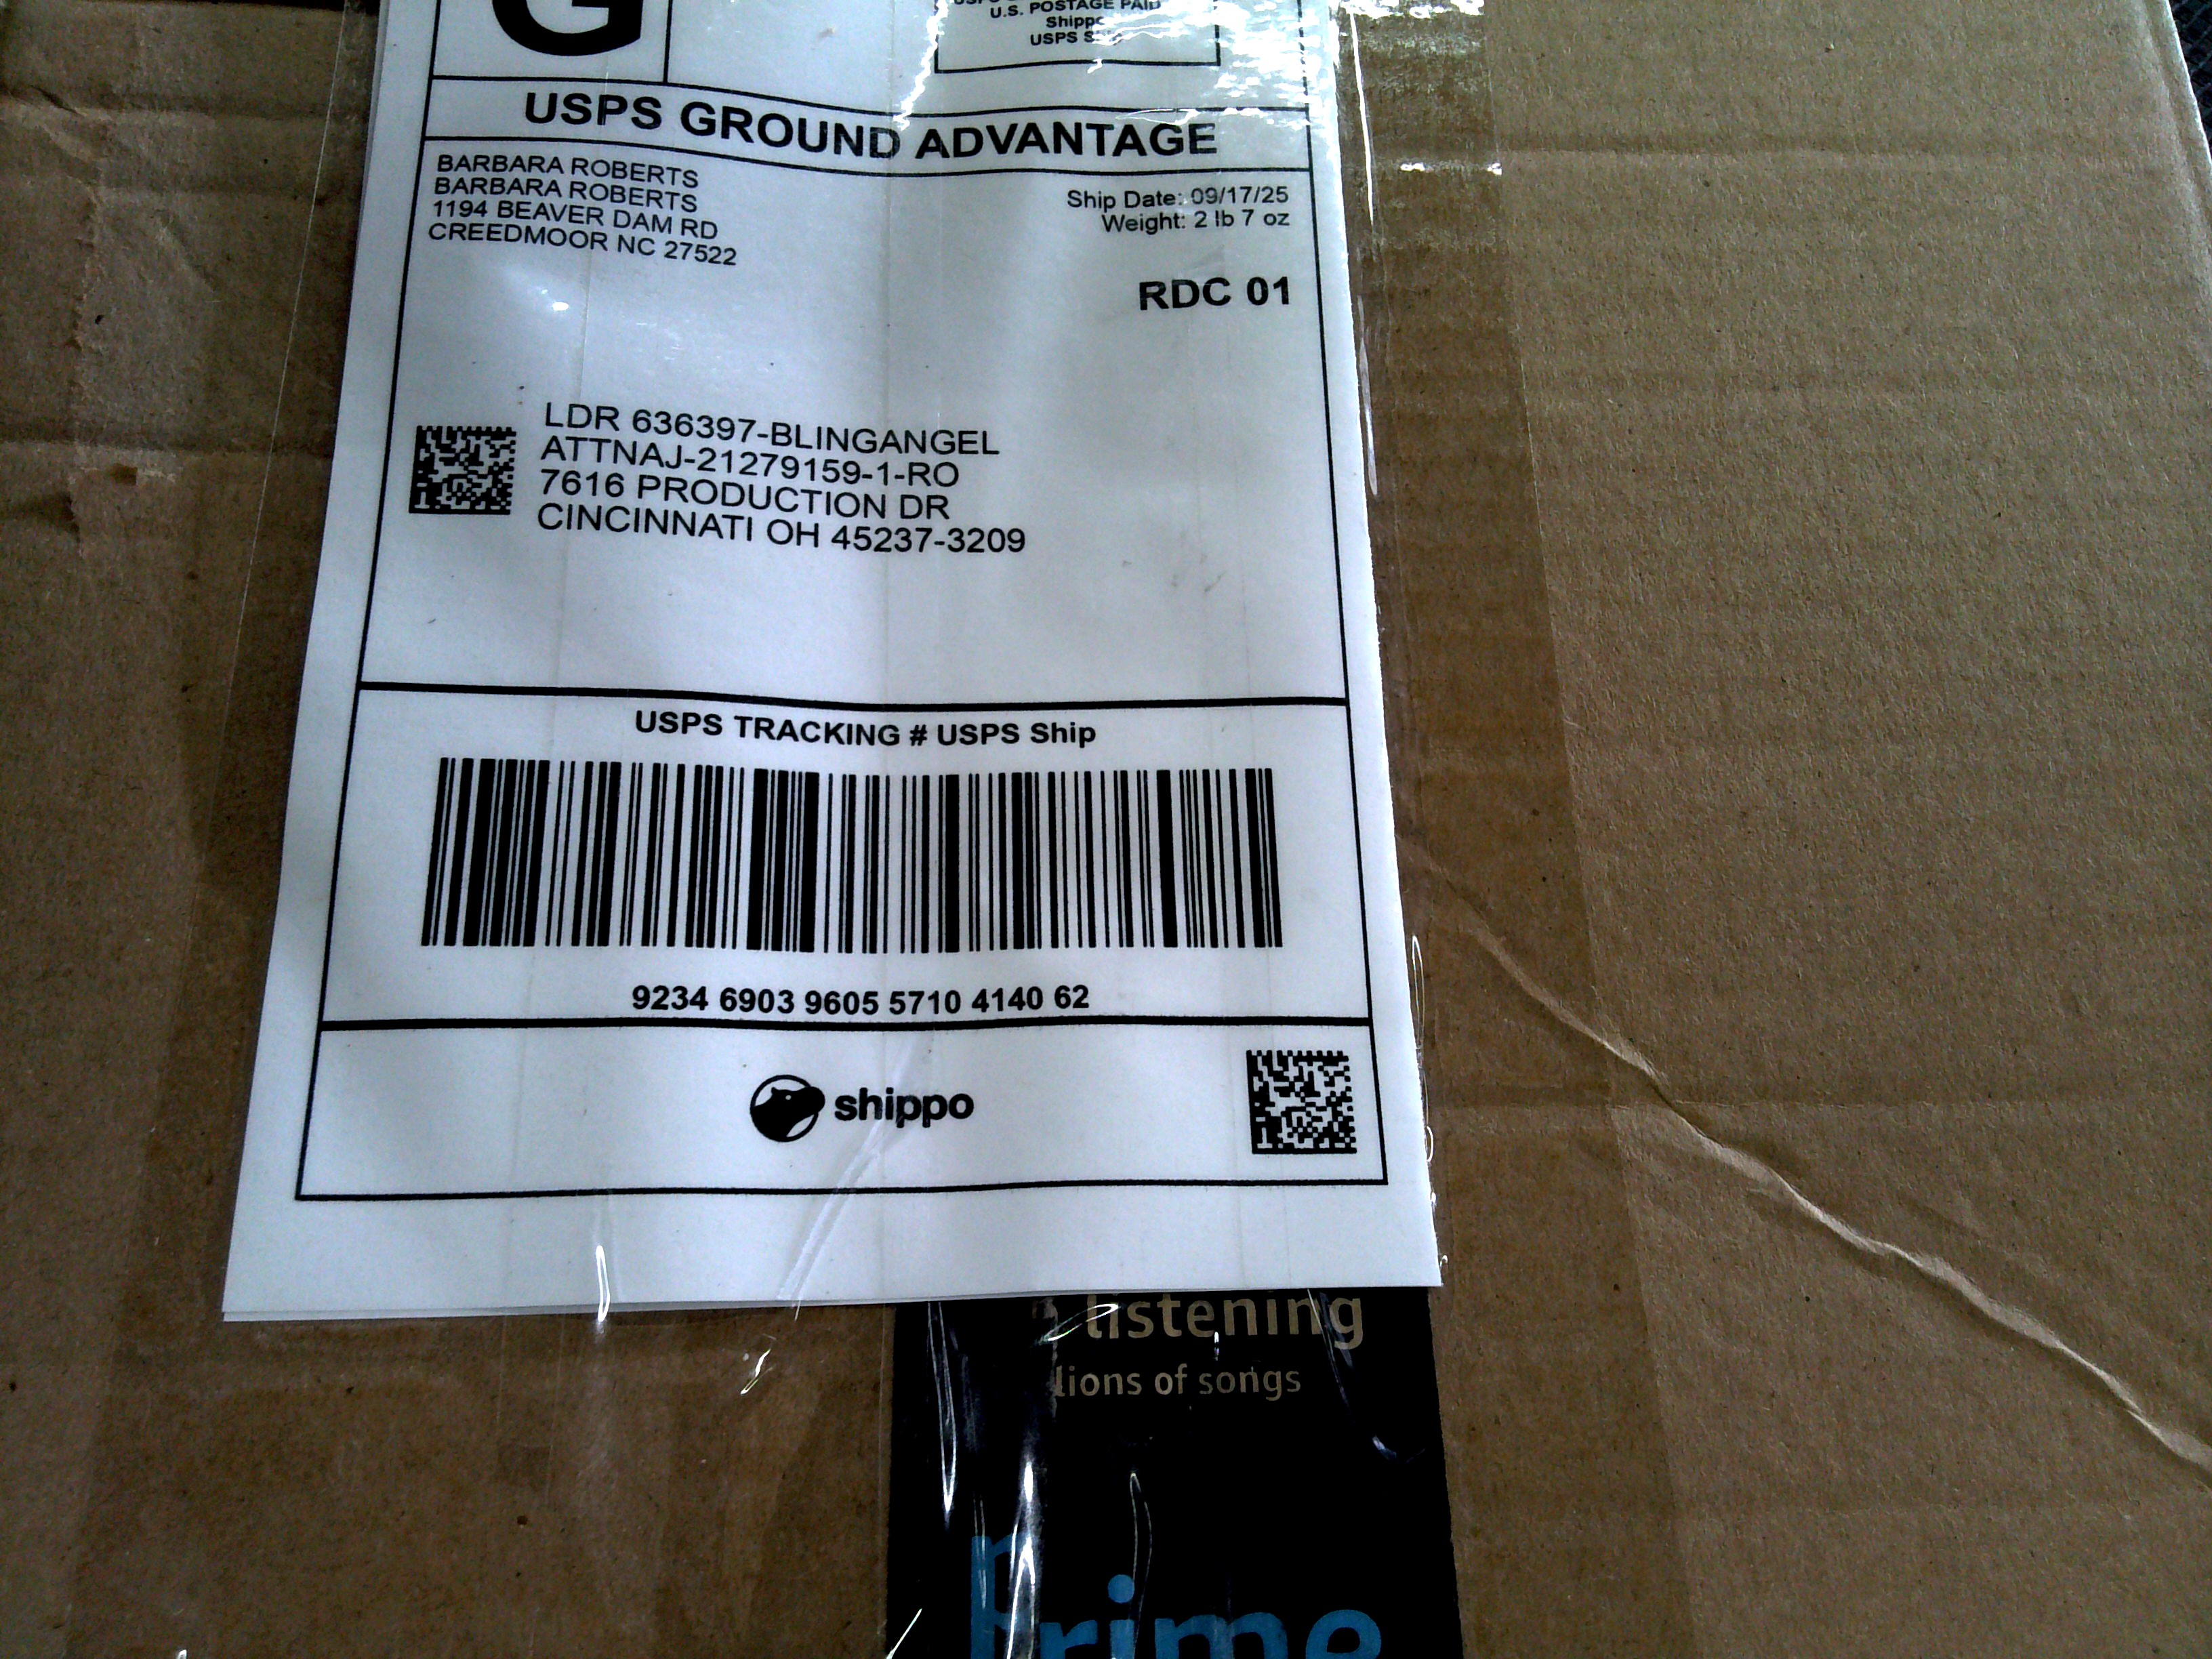 G
U.S. POSTAGE PAID
Shippo
USPS
USPS GROUND ADVANTAGE
BARBARA ROBERTS
BARBARA ROBERTS
1194 BEAVER DAM RD
CREEDMOOR NC 27522
Ship Date: 09/17/25
Weight: 2 lb 7 oz
RDC 01
LDR 636397-BLINGANGEL
ATTNAJ-21279159-1-RO
7616 PRODUCTION DR
CINCINNATI OH 45237-3209
USPS TRACKING # USPS Ship
9234 6903 9605 5710 4140 62
shippo
listening
lions of songs
prime